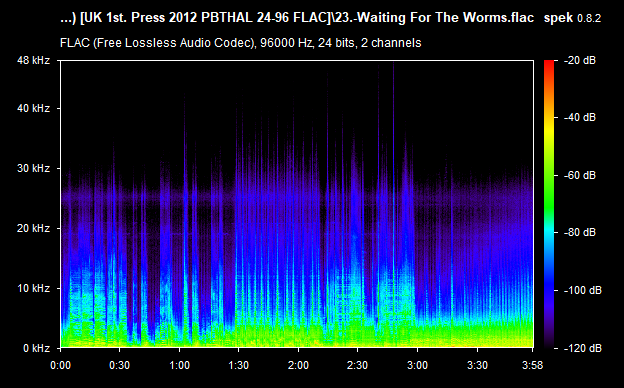 ...) [UK 1st. Press 2012 PBTHAL 24-96 FLAC]\23.-Waiting For The Worms.flac spek 0.8.2
FLAC (Free Lossless Audio Codec), 96000 Hz, 24 bits, 2 channels
48 kHz -20 dB
40 kHz -40 dB
30 kHz -60 dB
20 kHz -80 dB
10 kHz -100 dB
0 kHz -120 dB
0:00 0:30 1:00 1:30 2:00 2:30 3:00 3:30 3:58